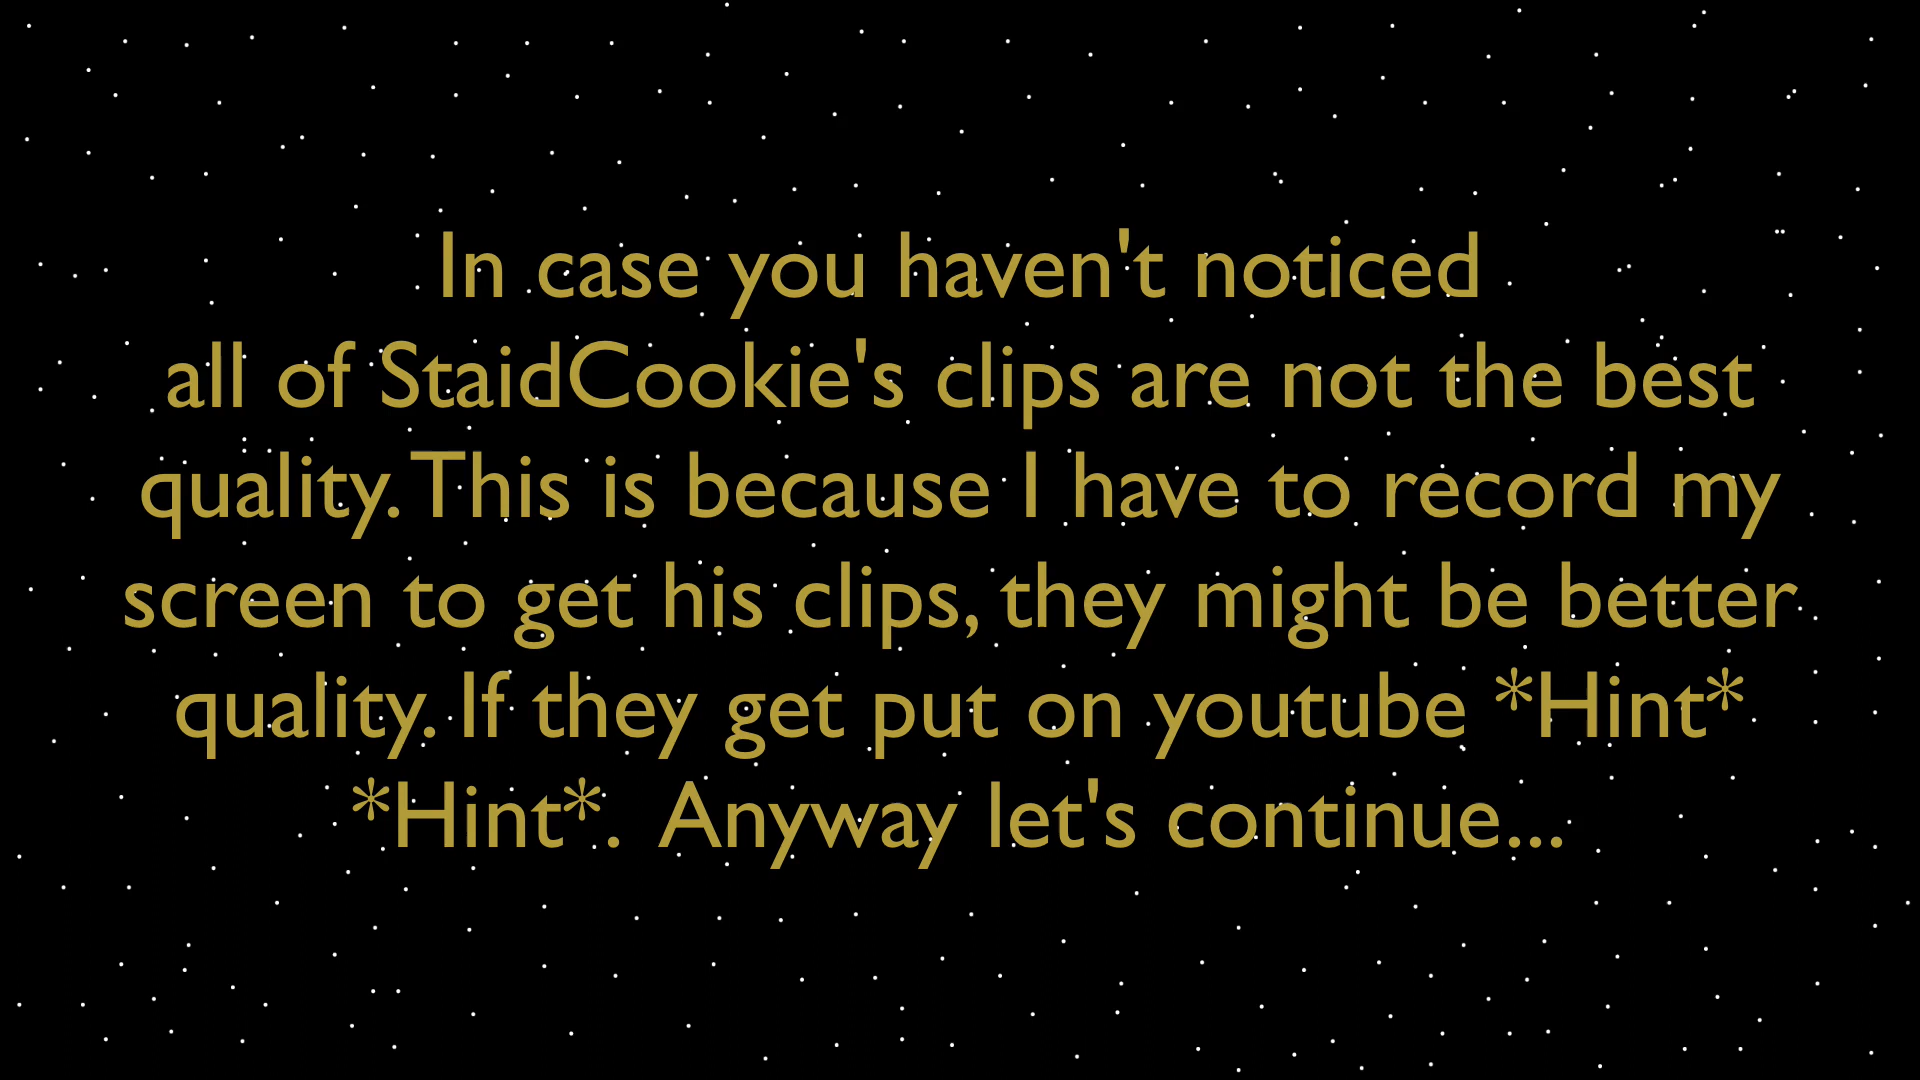 In case you haven't noticed
all of StaidCookie's clips are not the best
quality. This is because I have to record my
screen to get his clips, they might be better
quality. If they get put on youtube *Hint*
*Hint*.  Anyway let's continue...